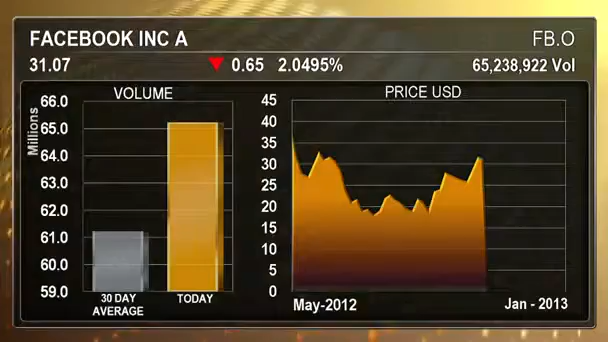 FACEBOOK INC A
FB.O
31.07
0.65
2.0495%
65,238,922 Vol
VOLUME
Millions
66.0
65.0
64.0
63.0
62.0
61.0
60.0
59.0
30 DAY
AVERAGE
TODAY
PRICE USD
45
40
35
30
25
20
15
10
5
0
May-2012
Jan - 2013